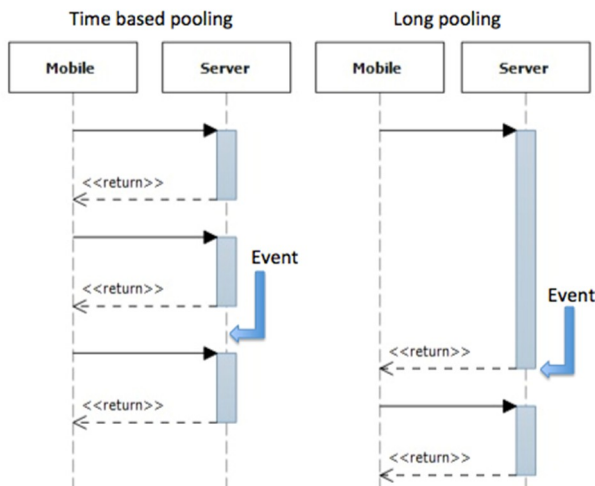 Time based pooling
Long pooling
Mobile
Server
Mobile
Server
<<return>>
<<return>>
Event
<<return>>
Event
<<return>>
<<return>>